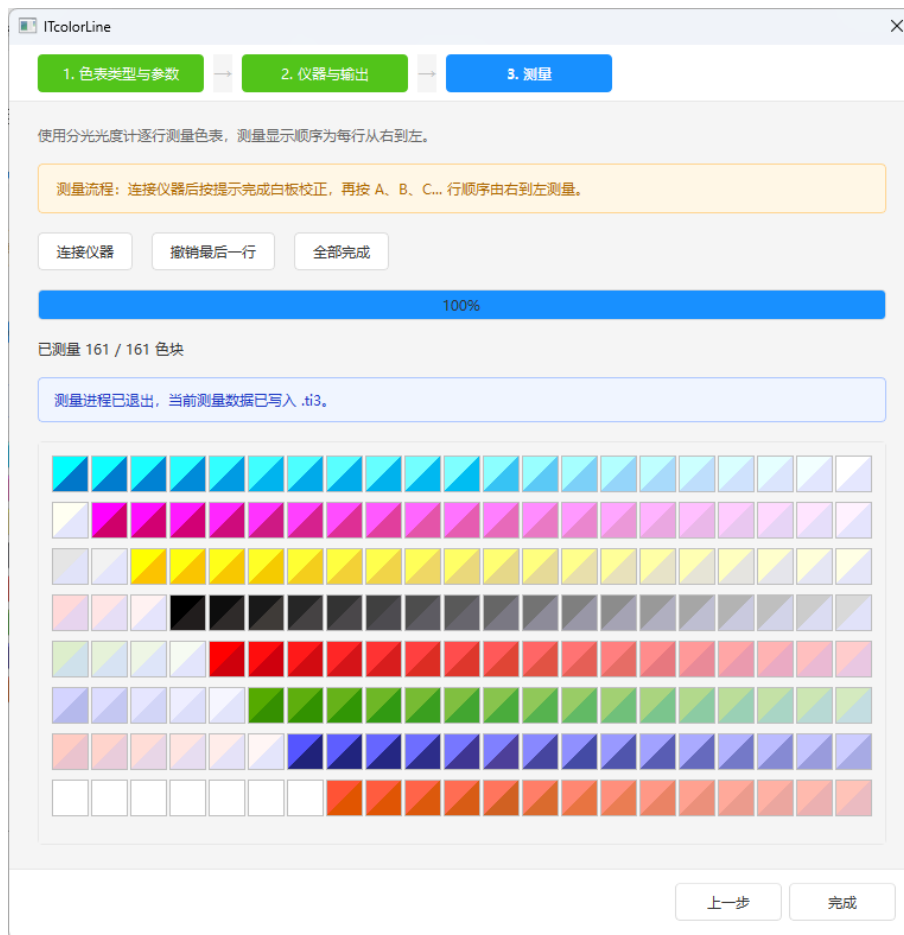 ITcolorLine
1. 色表类型与参数 → 2. 仪器与输出 → 3. 测量
使用分光光度计逐行测量色表，测量显示顺序为每行从右到左。
测量流程：连接仪器后按提示完成白板校正，再按 A、B、C... 行顺序由右到左测量。
连接仪器 撤销最后一行 全部完成
100%
已测量 161 / 161 色块
测量进程已退出，当前测量数据已写入 .ti3。
上一步 完成